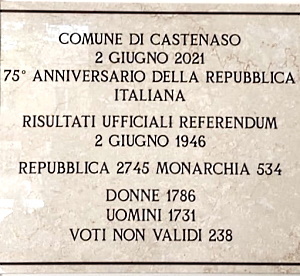 COMUNE DI CASTENASO
2 GIUGNO 2021
75° ANNIVERSARIO DELLA REPUBBLICA
ITALIANA
RISULTATI UFFICIALI REFERENDUM
2 GIUGNO 1946
REPUBBLICA 2745 MONARCHIA 534
DONNE 1786
UOMINI 1731
VOTI NON VALIDI 238